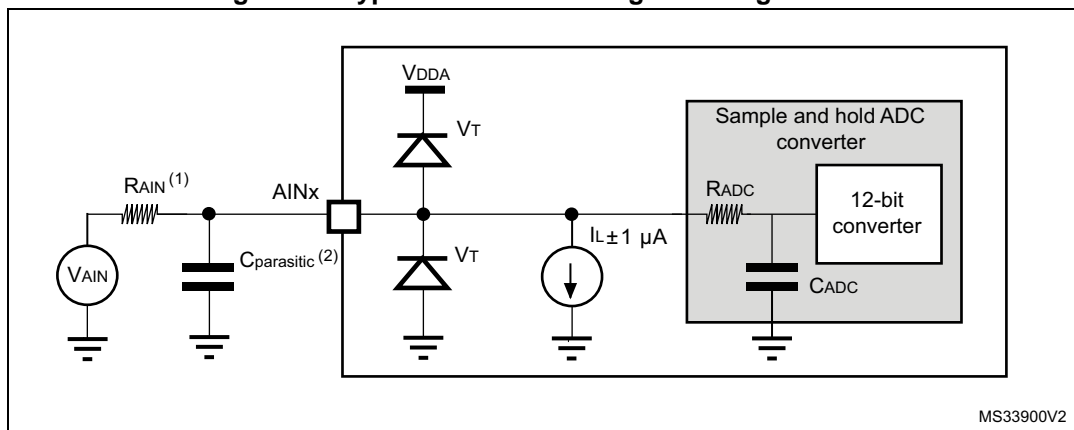 VDDA
VT
Sample and hold ADC
converter
RAIN (1)
AINx
RADC
12-bit
converter
IL±1 µA
VAIN
Cparasitic (2)
VT
CADC
MS33900V2